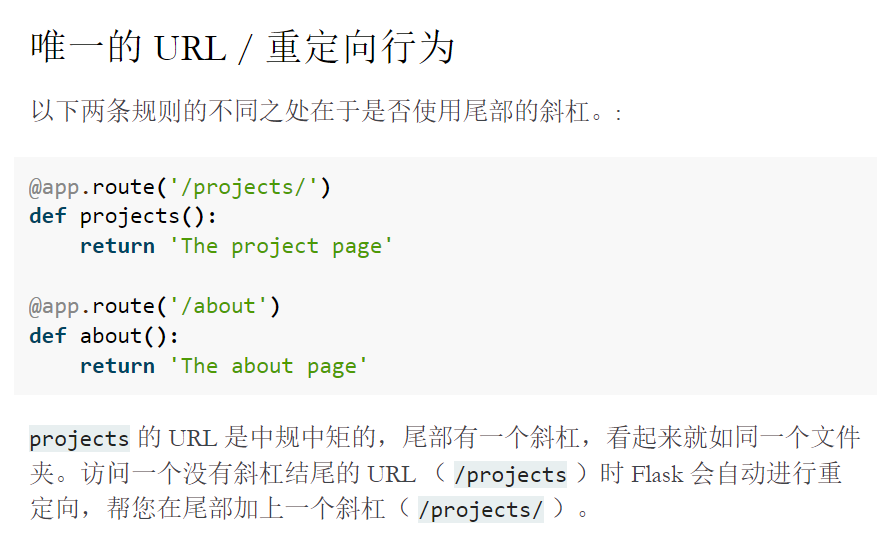 唯一的 URL / 重定向行为
以下两条规则的不同之处在于是否使用尾部的斜杠。:
@app.route('/projects/')
def projects():
    return 'The project page'
@app.route('/about')
def about():
    return 'The about page'
projects 的 URL 是中规中矩的，尾部有一个斜杠，看起来就如同一个文件
夹。访问一个没有斜杠结尾的 URL （ /projects ）时 Flask 会自动进行重
定向，帮您在尾部加上一个斜杠（ /projects/ ）。